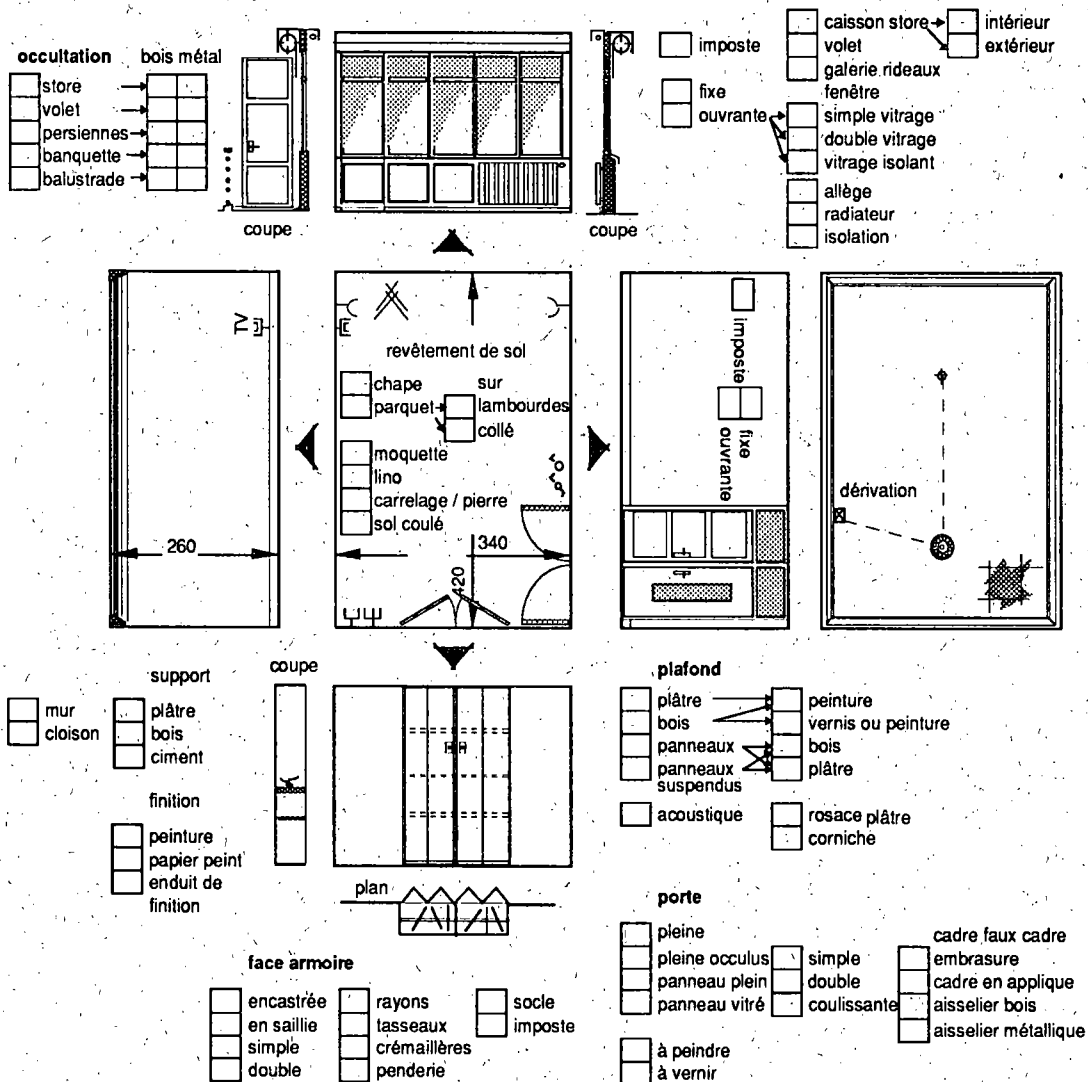 occultation
bois métal
store
volet
persiennes
banquette
balustrade
coupe
coupe
imposte
fixe
ouvrante
caisson store
volet
galerie rideaux
fenêtre
simple vitrage
double vitrage
vitrage isolant
allège
radiateur
isolation
intérieur
extérieur
TV
260
revêtement de sol
chape
parquet
sur
lambourdes
collé
moquette
lino
carrelage / pierre
sol coulé
340
420
imposte
fixe
ouvrante
dérivation
support
mur
cloison
plâtre
bois
ciment
finition
peinture
papier peint
enduit de
finition
coupe
plan
plafond
plâtre
bois
panneaux
panneaux
suspendus
acoustique
peinture
vernis ou peinture
bois
plâtre
rosace plâtre
corniche
face armoire
encastrée
en saillie
simple
double
rayons
tasseaux
crémaillères
penderie
socle
imposte
porte
pleine
pleine occulus
panneau plein
panneau vitré
à peindre
à vernir
simple
double
coulissante
cadre faux cadre
embrasure
cadre en applique
aisselier bois
aisselier métallique